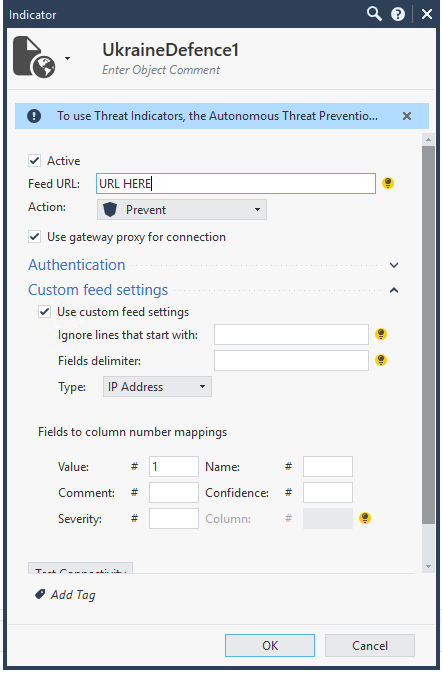 Indicator
UkraineDefence1
Enter Object Comment
To use Threat Indicators, the Autonomous Threat Preventio...
Active
Feed URL: URL HERE
Action: Prevent
Use gateway proxy for connection
Authentication
Custom feed settings
Use custom feed settings
Ignore lines that start with:
Fields delimiter:
Type: IP Address
Fields to column number mappings
Value: # 1 Name: #
Comment: # Confidence: #
Severity: # Column: #
Test Connectivity
Add Tag
OK Cancel